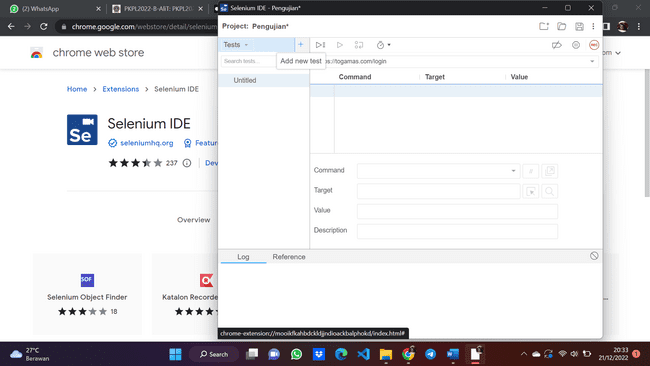 (2) WhatsApp
PKPL2022-B-A&T: PKPL20
Selenium IDE - Pengujian*
chrome.google.com/webstore/detail/selenium
Project: Pengujian*
Tests
+
REC
Search tests...
Add new test
s://togamas.com/login
chrome web store
Untitled
Command Target Value
Home Extensions Selenium IDE
Se
Selenium IDE
seleniumhq.org Featur
237 Dev
Overview
Command
//
Target
Value
Description
Log Reference
SOF
Selenium Object Finder
18
Katalon Recorde
chrome-extension://mooikfkahbdckldjjndioackbalphokd/index.html#
27°C
Berawan
Search
20:33
21/12/2022